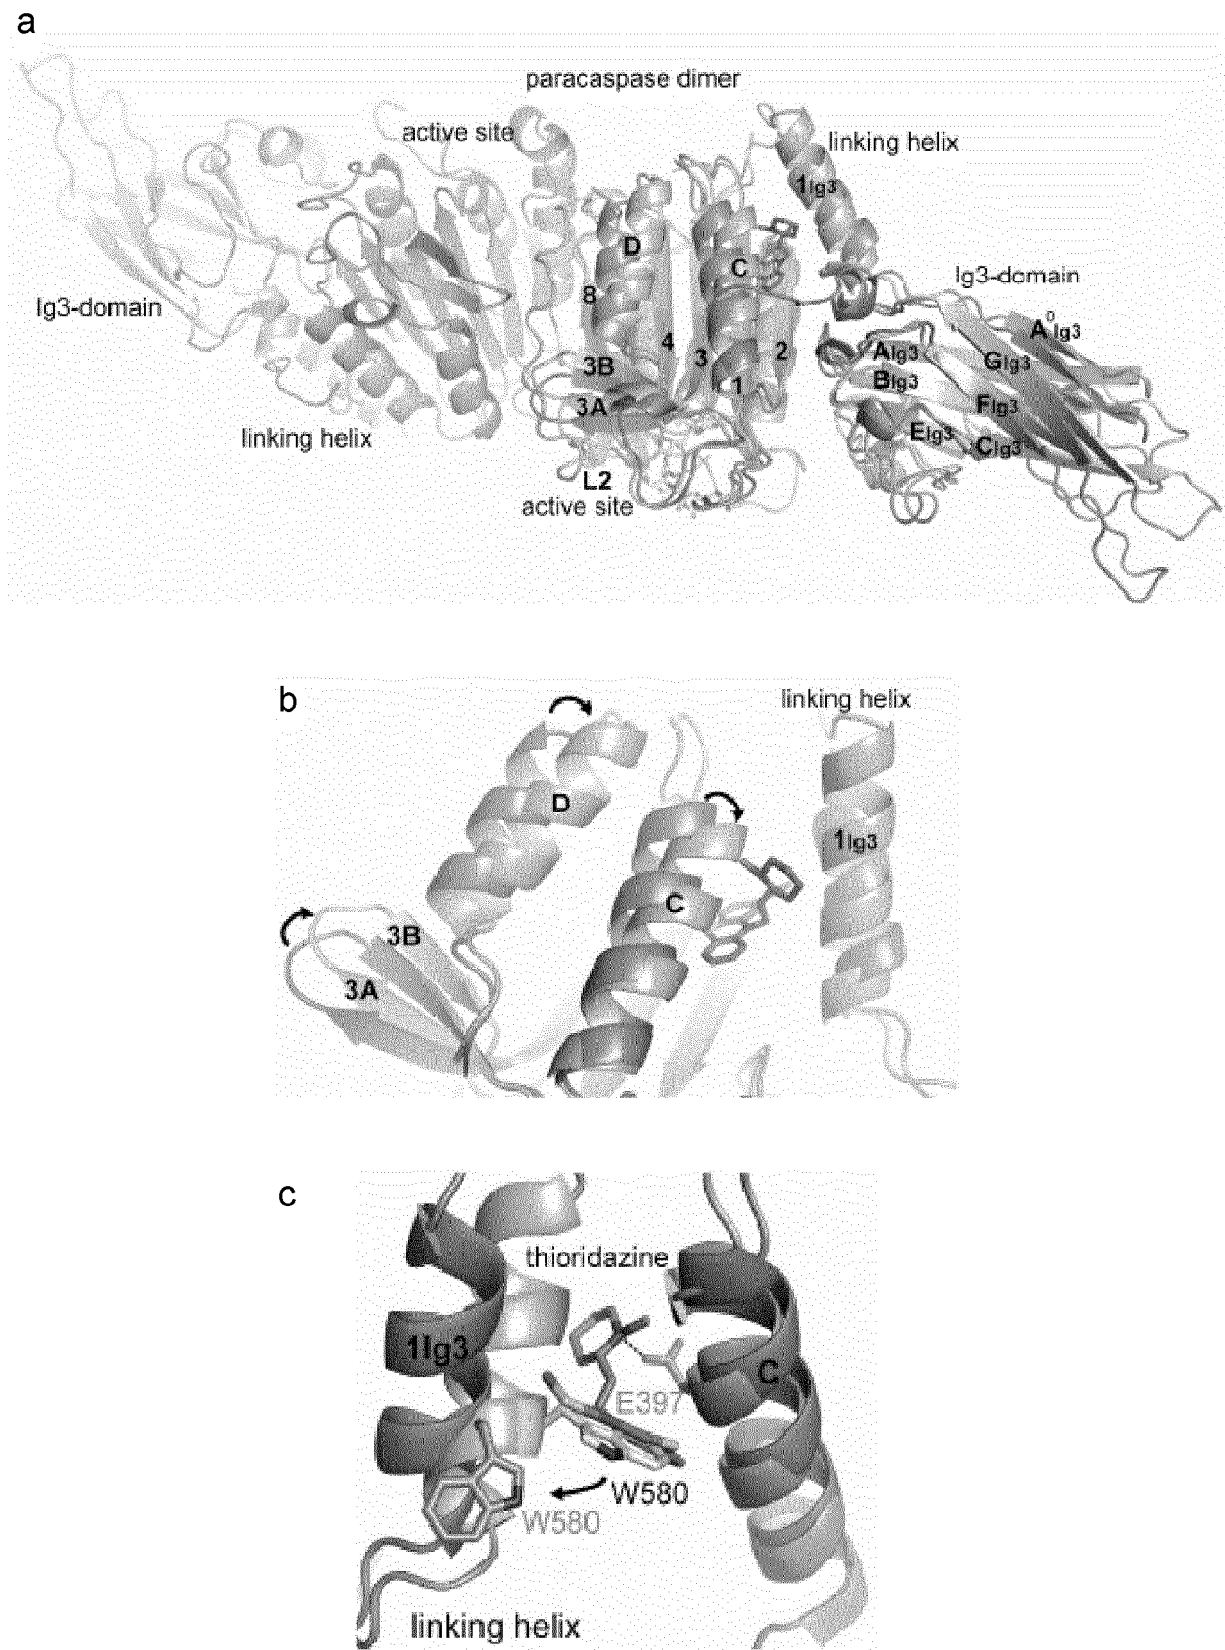 a
paracaspase dimer
active site
linking helix
1Ig3
D
C
Ig3-domain
Ig3-domain
8
A⁰Ig3
4
3
2
AIg3
GIg3
3B
1
BIg3
3A
FIg3
linking helix
EIg3
CIg3
L2
active site
b
linking helix
D
1Ig3
C
3B
3A
c
thioridazine
1Ig3
C
E397
W580
W580
linking helix